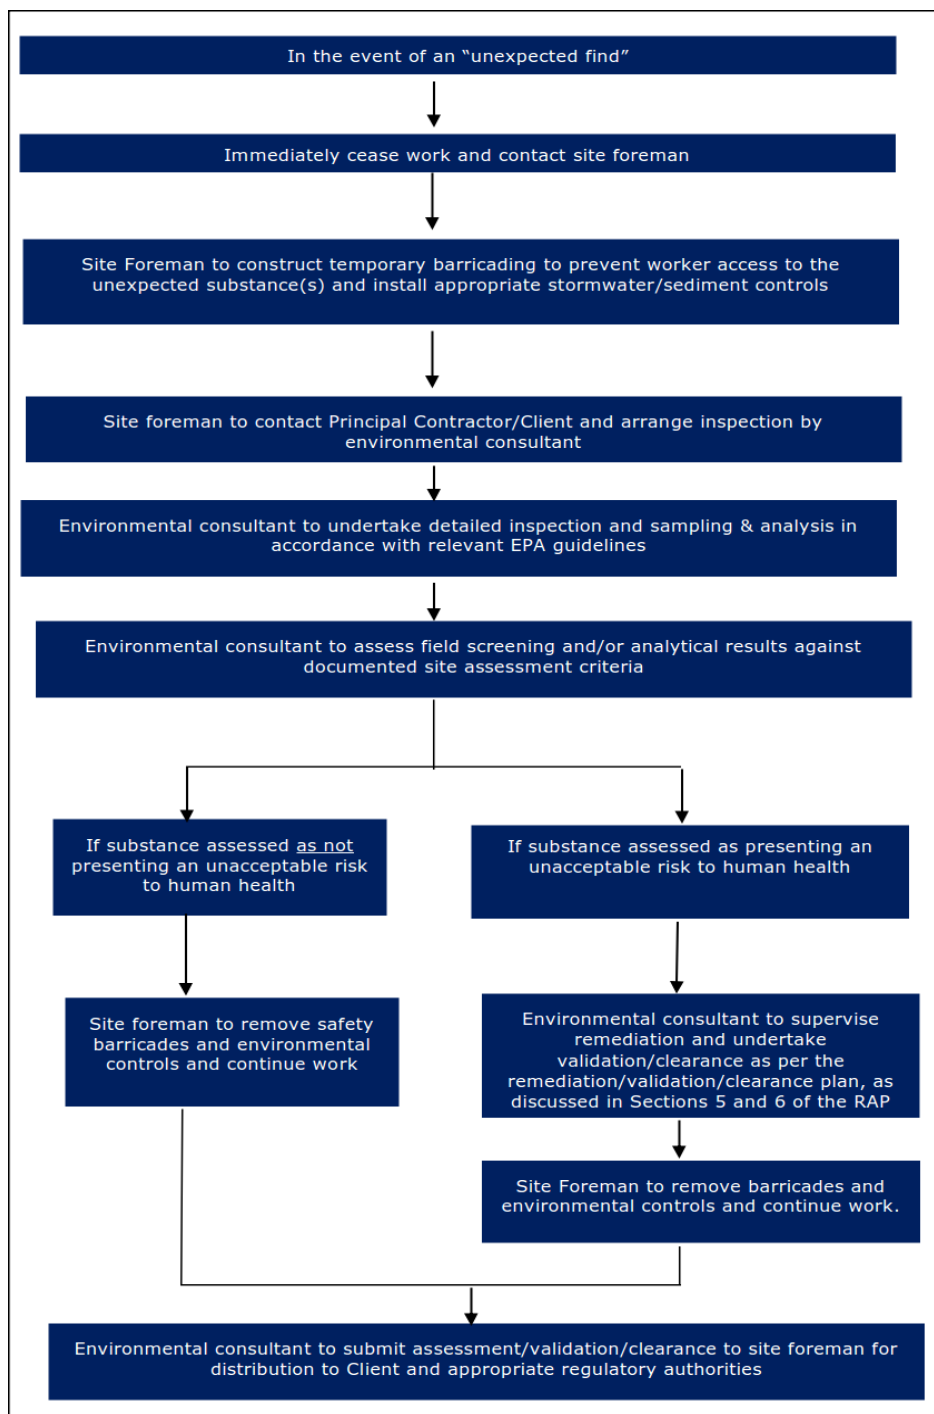 In the event of an “unexpected find”
Immediately cease work and contact site foreman
Site Foreman to construct temporary barricading to prevent worker access to the
unexpected substance(s) and install appropriate stormwater/sediment controls
Site foreman to contact Principal Contractor/Client and arrange inspection by
environmental consultant
Environmental consultant to undertake detailed inspection and sampling & analysis in
accordance with relevant EPA guidelines
Environmental consultant to assess field screening and/or analytical results against
documented site assessment criteria
If substance assessed as not
presenting an unacceptable risk
to human health
If substance assessed as presenting an
unacceptable risk to human health
Site foreman to remove safety
barricades and environmental
controls and continue work
Environmental consultant to supervise
remediation and undertake
validation/clearance as per the
remediation/validation/clearance plan, as
discussed in Sections 5 and 6 of the RAP
Site Foreman to remove barricades and
environmental controls and continue work.
Environmental consultant to submit assessment/validation/clearance to site foreman for
distribution to Client and appropriate regulatory authorities